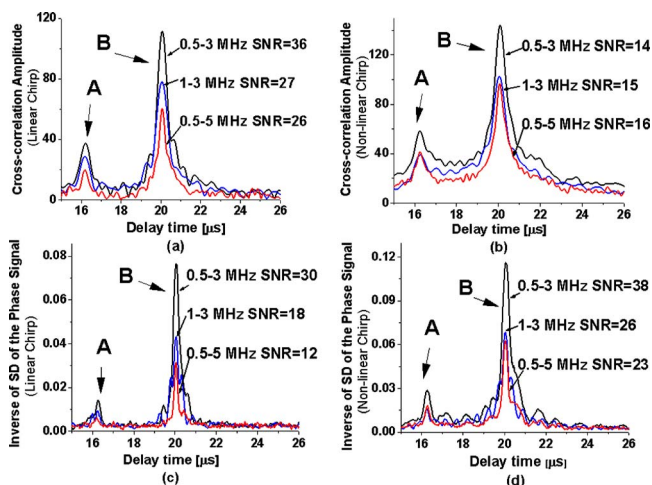 Cross-correlation Amplitude
(Linear Chirp)
120
80
40
0
A
B
0.5-3 MHz SNR=36
1-3 MHz SNR=27
0.5-5 MHz SNR=26
16 18 20 22 24 26
Delay time [µs]
(a)
Cross-correlation Amplitude
(Non-linear Chirp)
140
120
80
40
0
A
B
0.5-3 MHz SNR=14
1-3 MHz SNR=15
0.5-5 MHz SNR=16
16 18 20 22 24 26
Delay time [µs]
(b)
Inverse of SD of the Phase Signal
(Linear Chirp)
0.08
0.06
0.04
0.02
0.00
A
B
0.5-3 MHz SNR=30
1-3 MHz SNR=18
0.5-5 MHz SNR=12
15 16 18 20 22 24 26
Delay time [µs]
(c)
Inverse of SD of the Phase Signal
(Non-linear Chirp)
0.12
0.09
0.06
0.03
0.00
A
B
0.5-3 MHz SNR=38
1-3 MHz SNR=26
0.5-5 MHz SNR=23
15 16 18 20 22 24 26
Delay time [µs]
(d)